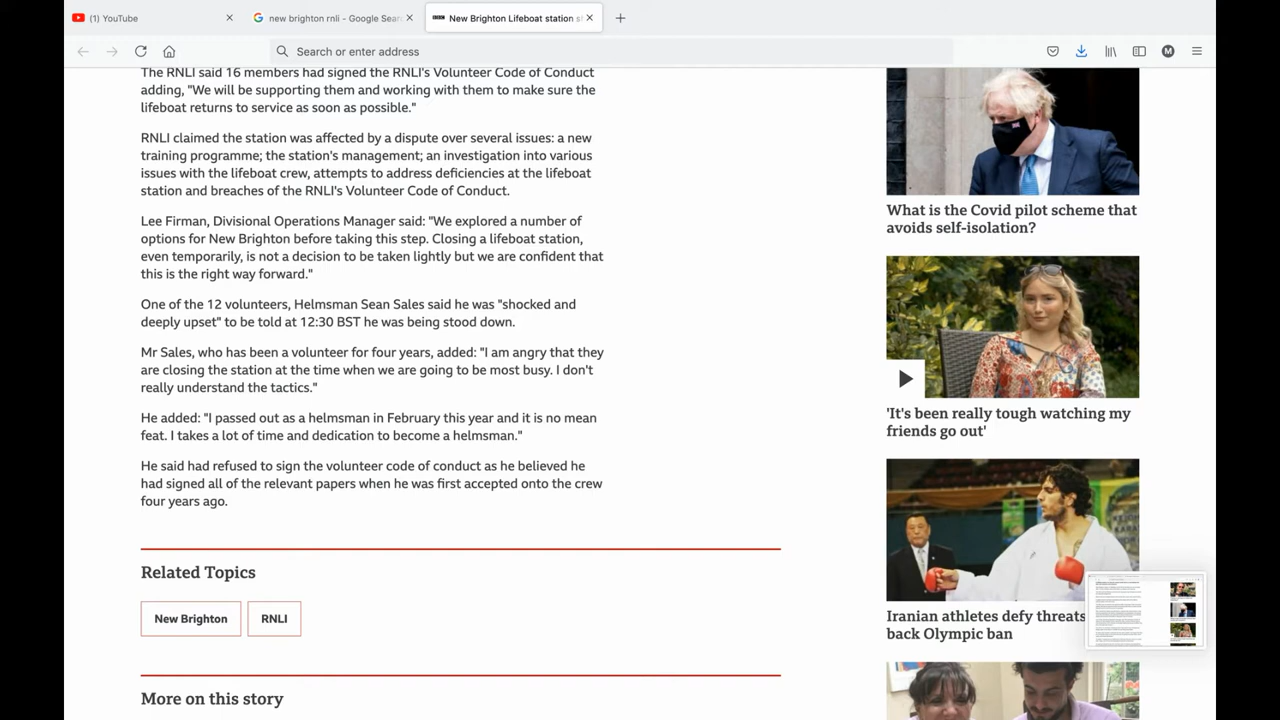 (1) YouTube
new brighton rnli - Google Sear
BBC
New Brighton Lifeboat station s
Search or enter address
M
The RNLI said 16 members had signed the RNLI's Volunteer Code of Conduct
adding, "We will be supporting them and working with them to make sure the
lifeboat returns to service as soon as possible."
RNLI claimed the station was affected by a dispute over several issues: a new
training programme; the station's management; an investigation into various
issues with the lifeboat crew, attempts to address deficiencies at the lifeboat
station and breaches of the RNLI's Volunteer Code of Conduct.
Lee Firman, Divisional Operations Manager said: "We explored a number of
options for New Brighton before taking this step. Closing a lifeboat station,
even temporarily, is not a decision to be taken lightly but we are confident that
this is the right way forward."
One of the 12 volunteers, Helmsman Sean Sales said he was "shocked and
deeply upset" to be told at 12:30 BST he was being stood down.
Mr Sales, who has been a volunteer for four years, added: "I am angry that they
are closing the station at the time when we are going to be most busy. I don't
really understand the tactics."
He added: "I passed out as a helmsman in February this year and it is no mean
feat. I takes a lot of time and dedication to become a helmsman."
He said had refused to sign the volunteer code of conduct as he believed he
had signed all of the relevant papers when he was first accepted onto the crew
four years ago.
Related Topics
New Brighton
RNLI
More on this story
What is the Covid pilot scheme that
avoids self-isolation?
'It's been really tough watching my
friends go out'
Iranian athletes defy threats
back Olympic ban